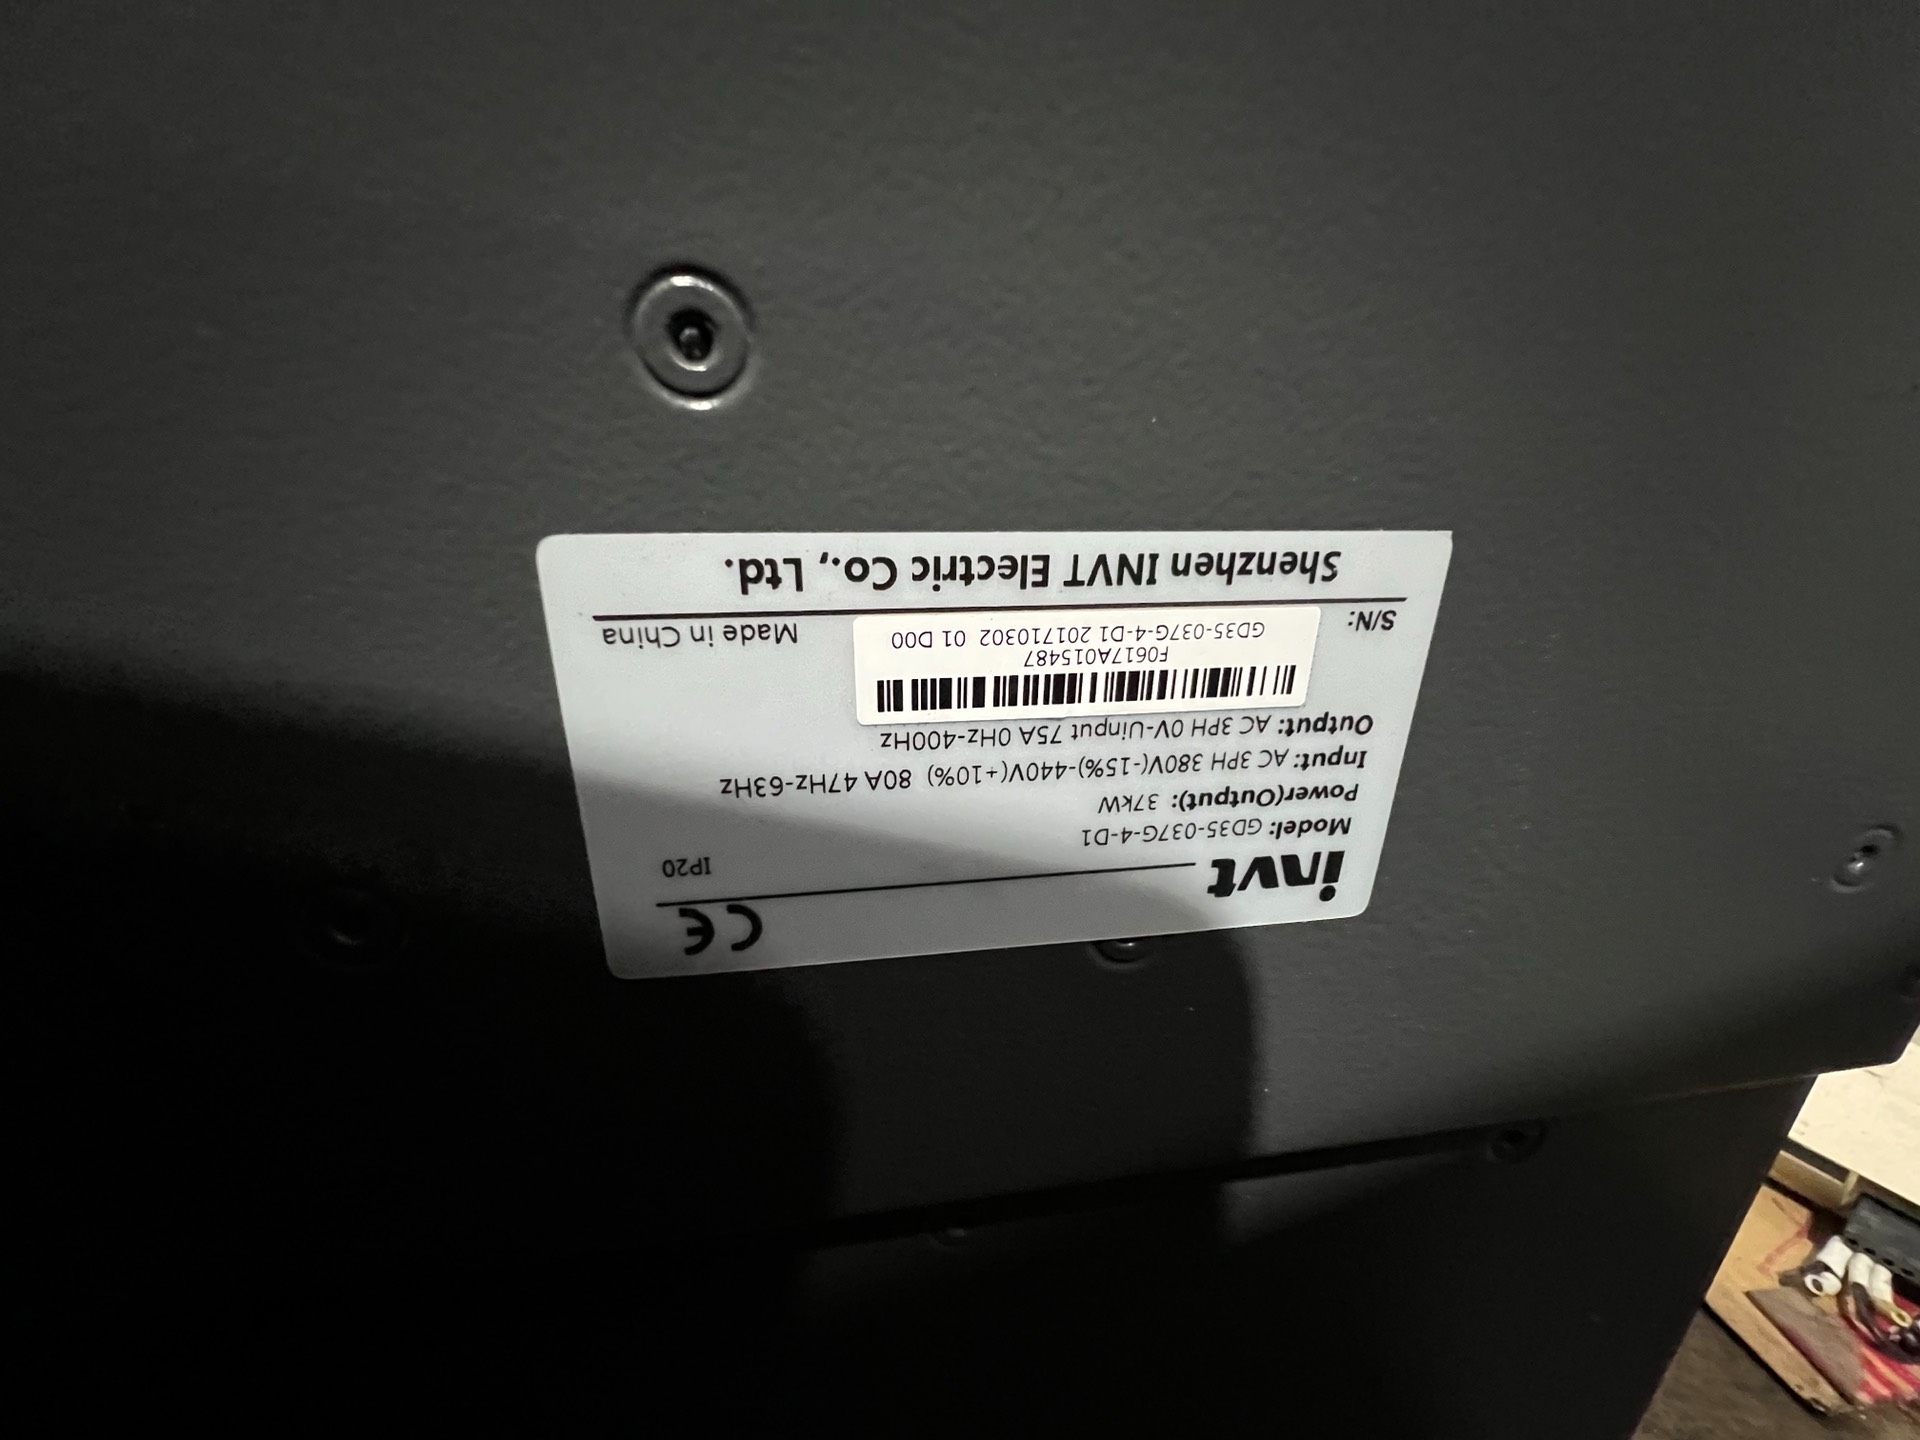 CE
invt
IP20
Model: GD35-037G-4-D1
Power(Output): 37kW
Input: AC 3PH 380V(-15%)-440V(+10%) 80A 47Hz-63Hz
Output: AC 3PH 0V-Uinput 75A 0Hz-400Hz
F0617A015487
S/N: GD35-037G-4-D1 201710302 01 D00 Made in China
Shenzhen INVT Electric Co., Ltd.